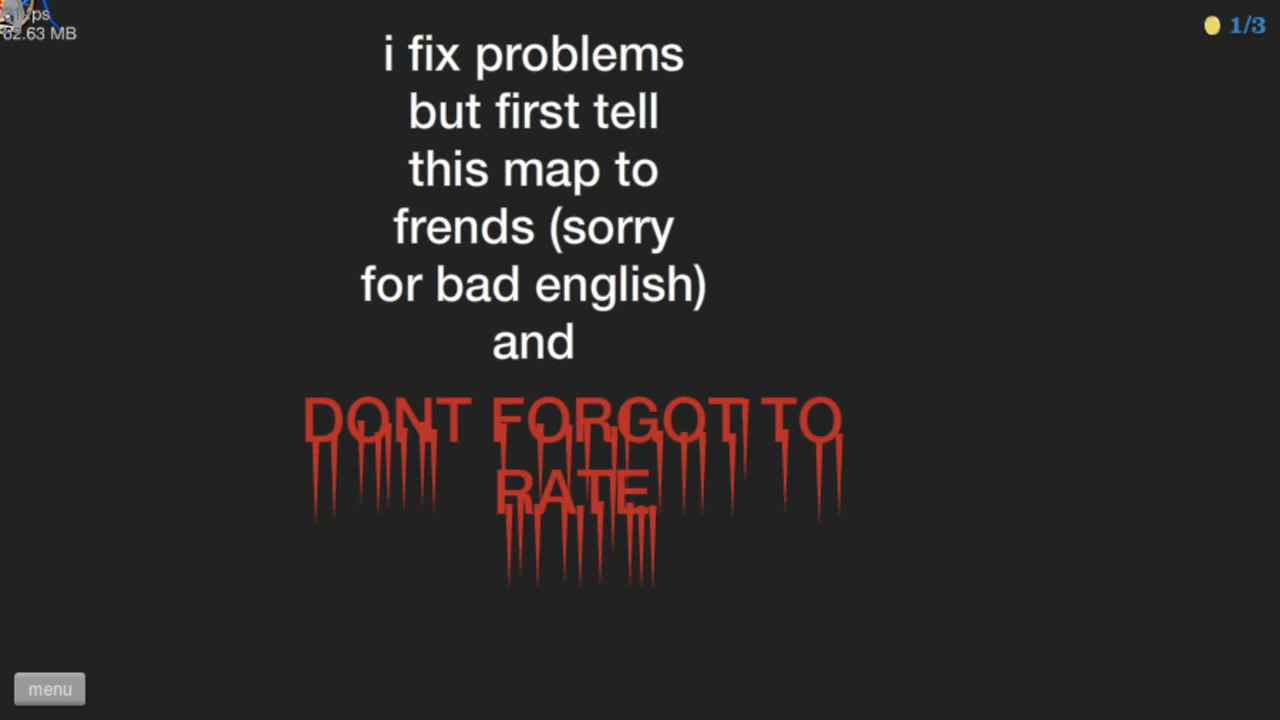 fps
62.63 MB
1/3
i fix problems
but first tell
this map to
frends (sorry
for bad english)
and
DONT FORGOT TO
RATE
menu